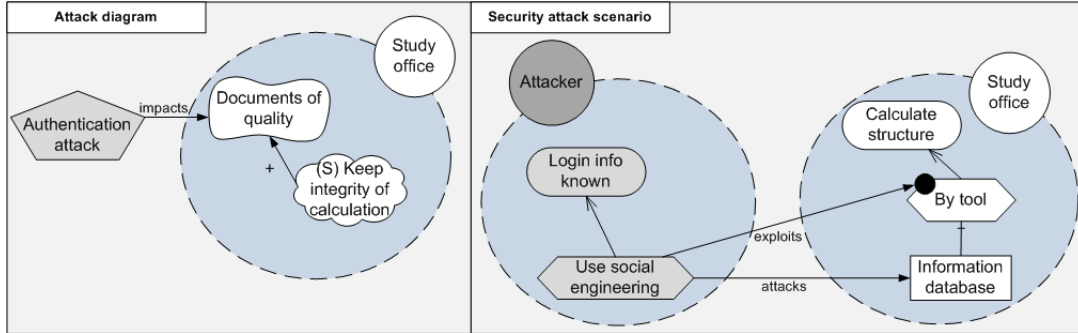 Attack diagram
Study
office
Authentication
attack
impacts
Documents of
quality
+
(S) Keep
integrity of
calculation
Security attack scenario
Attacker
Study
office
Calculate
structure
Login info
known
By tool
exploits
Use social
engineering
attacks
Information
database